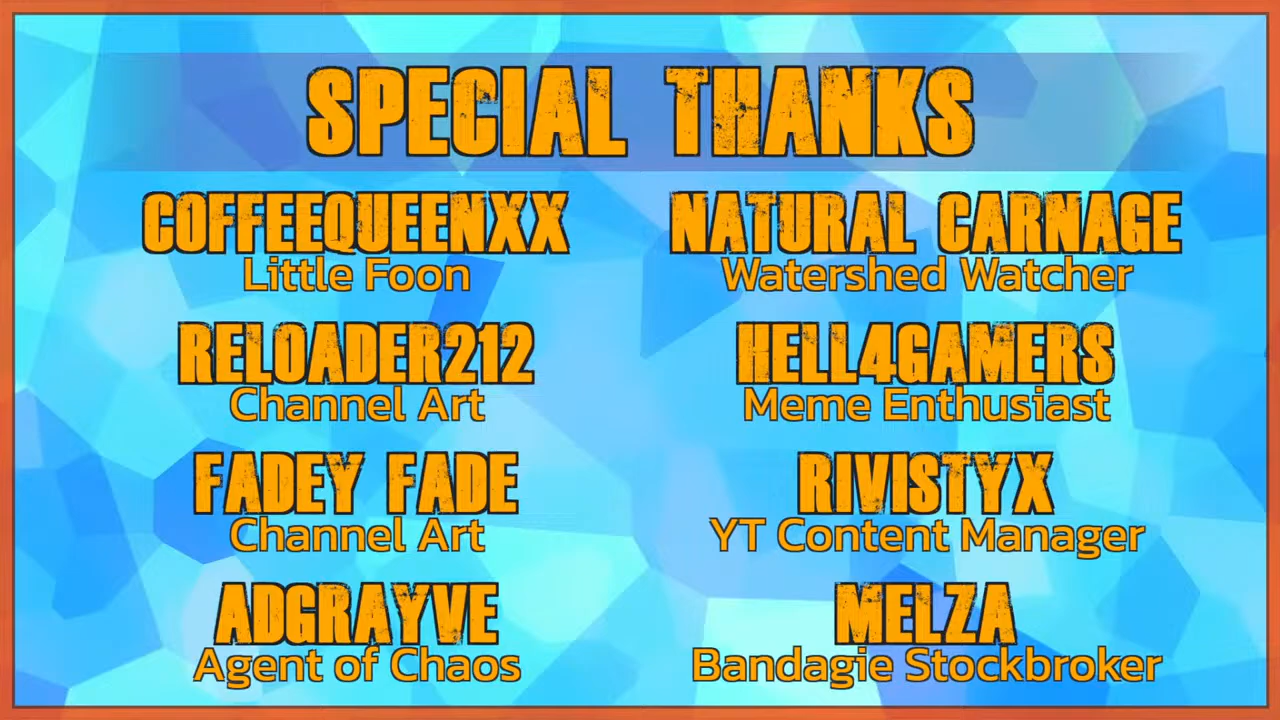 SPECIAL THANKS
COFFEEQUEENXX
Little Foon
NATURAL CARNAGE
Watershed Watcher
RELOADER212
Channel Art
HELL4GAMERS
Meme Enthusiast
FADEY FADE
Channel Art
RIVISTYX
YT Content Manager
ADGRAYVE
Agent of Chaos
MELZA
Bandagie Stockbroker